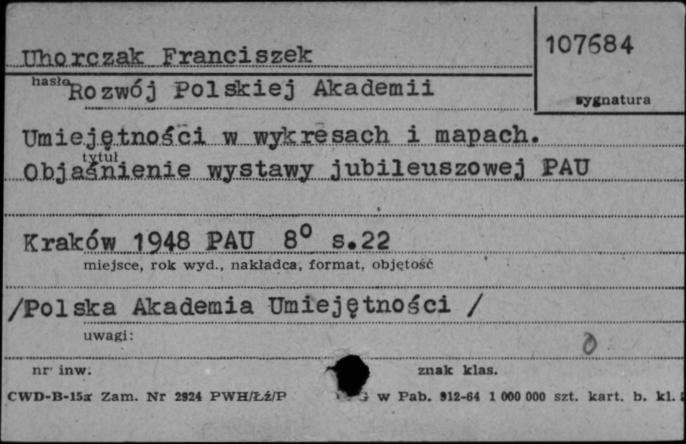 Uhorczak Franciszek
107684
hasło
Rozwój Polskiej Akademii
sygnatura
Umiejętności w wykresach i mapach.
tytuł
Objaśnienie wystawy jubileuszowej PAU
Kraków 1948 PAU 8° s.22
miejsce, rok wyd., nakładca, format, objętość
/Polska Akademia Umiejętności /
uwagi:
nr inw.
znak klas.
CWD-B-15a Zam. Nr 2924 PWH/Łź/P w Pab. 912-64 1 000 000 szt. kart. b. kl.